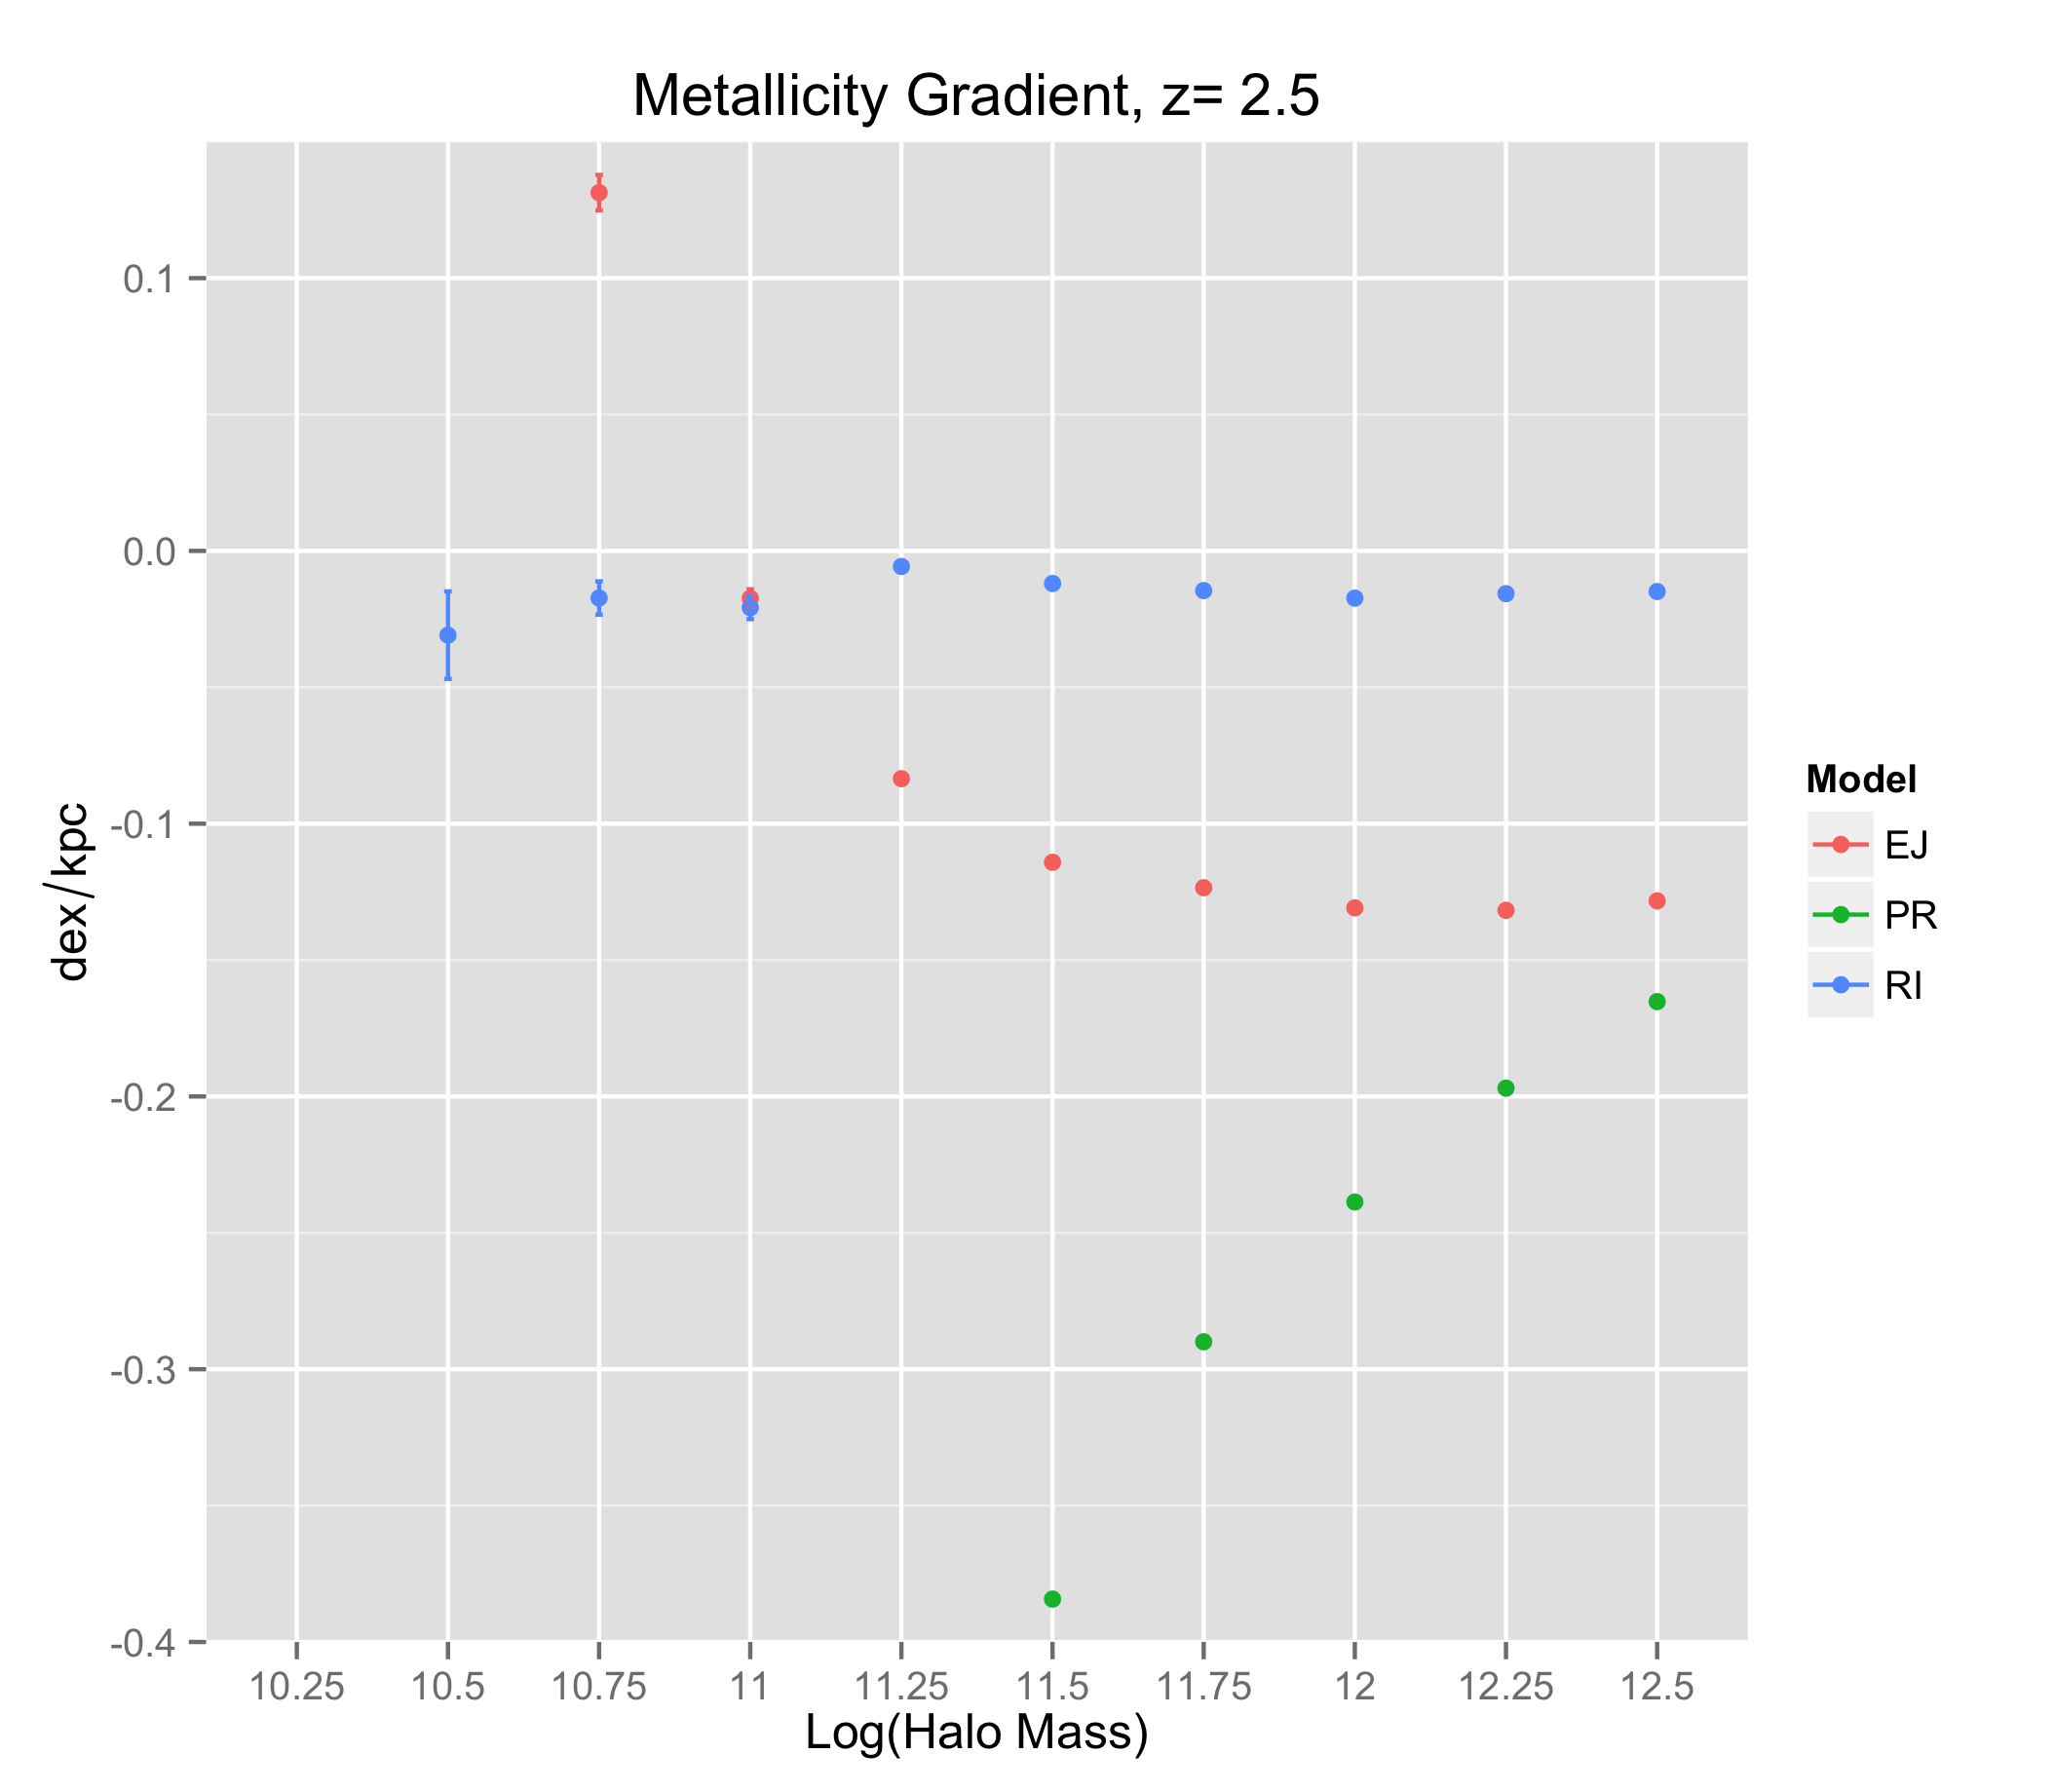 Metallicity Gradient, z= 2.5
0.1
0.0
-0.1
-0.2
-0.3
-0.4
dex/kpc
10.25 10.5 10.75 11 11.25 11.5 11.75 12 12.25 12.5
Log(Halo Mass)
Model
EJ
PR
RI